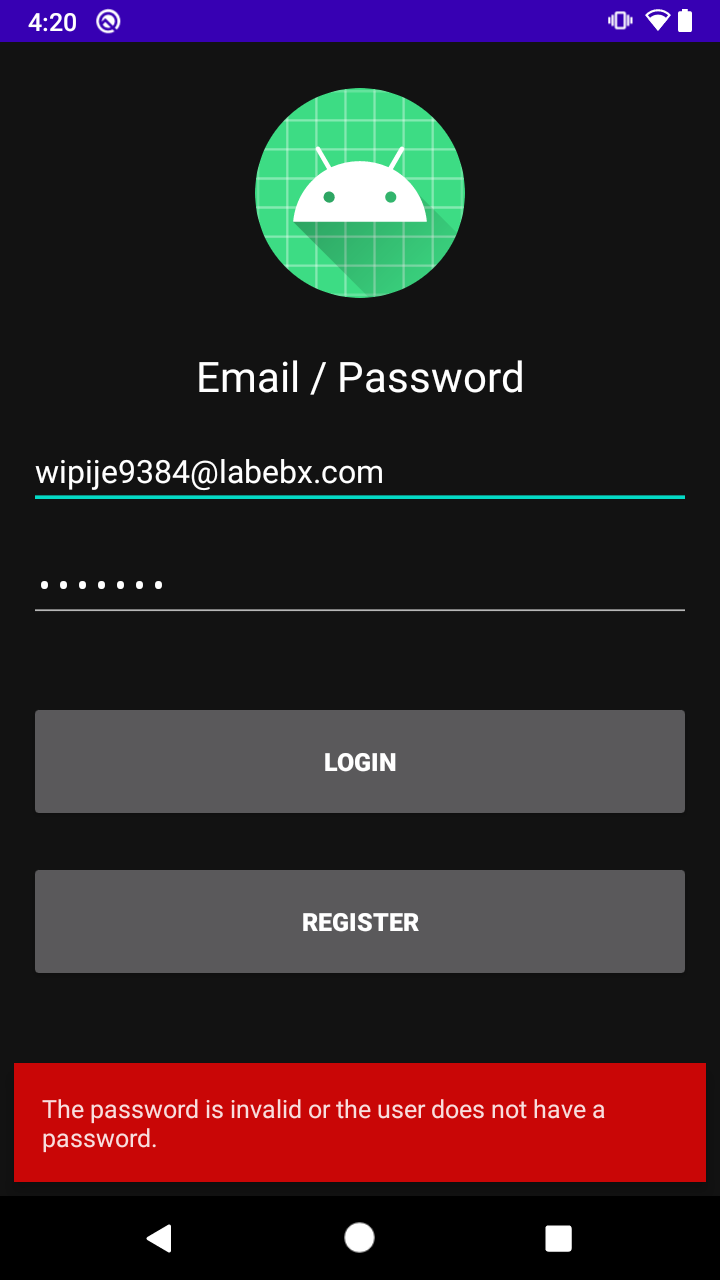 4:20
Email / Password
wipije9384@labebx.com
•••••••
LOGIN
REGISTER
The password is invalid or the user does not have a
password.